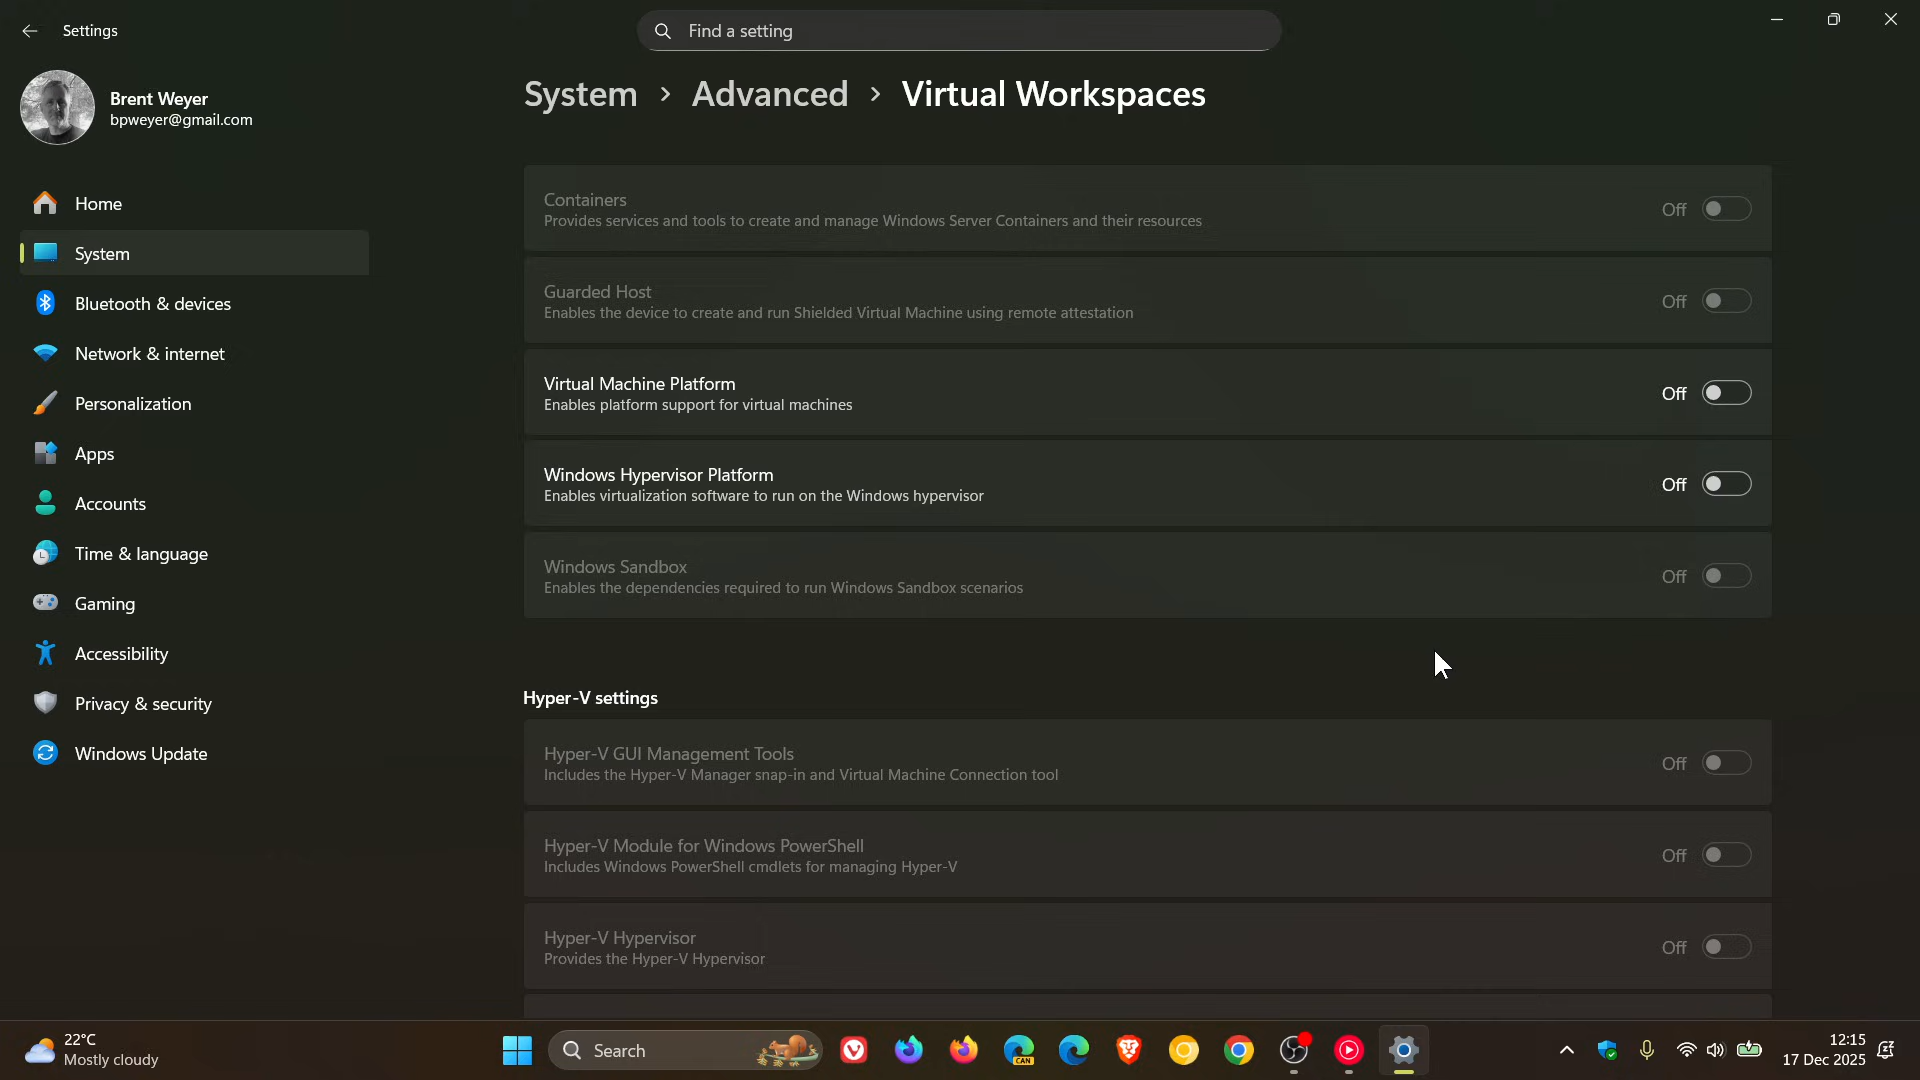 Settings
Find a setting
Brent Weyer
bpweyer@gmail.com
Home
System
Bluetooth & devices
Network & internet
Personalization
Apps
Accounts
Time & language
Gaming
Accessibility
Privacy & security
Windows Update
System > Advanced > Virtual Workspaces
Containers
Provides services and tools to create and manage Windows Server Containers and their resources
Off
Guarded Host
Enables the device to create and run Shielded Virtual Machine using remote attestation
Off
Virtual Machine Platform
Enables platform support for virtual machines
Off
Windows Hypervisor Platform
Enables virtualization software to run on the Windows hypervisor
Off
Windows Sandbox
Enables the dependencies required to run Windows Sandbox scenarios
Off
Hyper-V settings
Hyper-V GUI Management Tools
Includes the Hyper-V Manager snap-in and Virtual Machine Connection tool
Off
Hyper-V Module for Windows PowerShell
Includes Windows PowerShell cmdlets for managing Hyper-V
Off
Hyper-V Hypervisor
Provides the Hyper-V Hypervisor
Off
22°C
Mostly cloudy
Search
CAN
12:15
17 Dec 2025